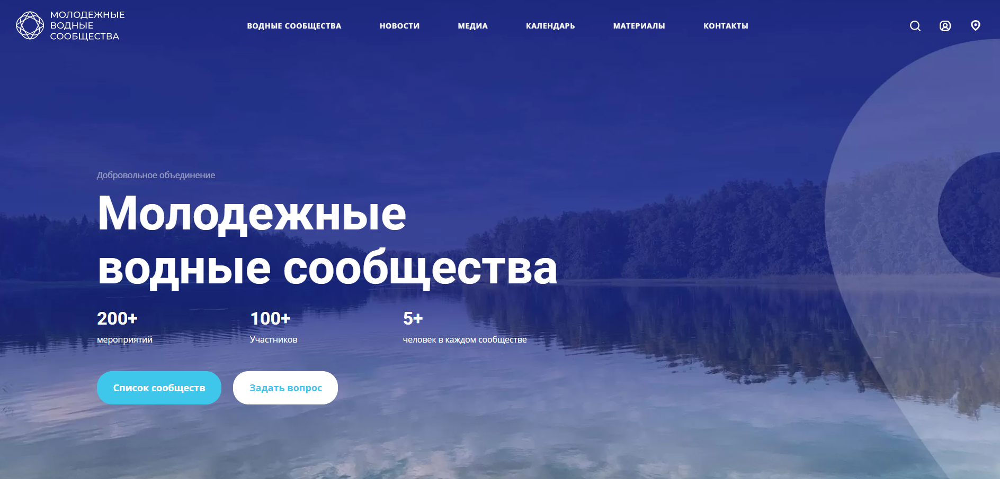 МОЛОДЕЖНЫЕ
ВОДНЫЕ
СООБЩЕСТВА
ВОДНЫЕ СООБЩЕСТВА НОВОСТИ МЕДИА КАЛЕНДАРЬ МАТЕРИАЛЫ КОНТАКТЫ
Добровольное объединение
Молодежные
водные сообщества
200+ 100+ 5+
мероприятий Участников человек в каждом сообществе
Список сообществ Задать вопрос